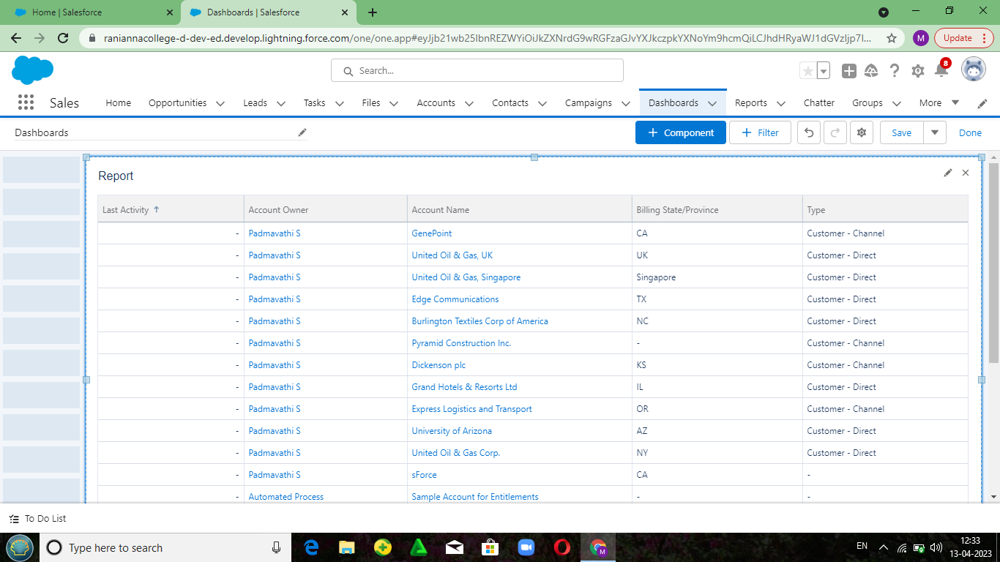 Home | Salesforce
Dashboards | Salesforce
raniannacollege-d-dev-ed.develop.lightning.force.com/one/one.app#eyJjb21wb25lbnREZWYiOiJkZXNrdG9wRGFzaGJvYXJkczpkYXNoYm9hcmQiLCJhdHRyaWJ1dGVzIjp7I...
M
Update
Search...
8
Sales
Home Opportunities Leads Tasks Files Accounts Contacts Campaigns Dashboards Reports Chatter Groups More
Dashboards
+ Component
+ Filter
Save
Done
Report
Last Activity Account Owner Account Name Billing State/Province Type
- Padmavathi S GenePoint CA Customer - Channel
- Padmavathi S United Oil & Gas, UK UK Customer - Direct
- Padmavathi S United Oil & Gas, Singapore Singapore Customer - Direct
- Padmavathi S Edge Communications TX Customer - Direct
- Padmavathi S Burlington Textiles Corp of America NC Customer - Direct
- Padmavathi S Pyramid Construction Inc. - Customer - Channel
- Padmavathi S Dickenson plc KS Customer - Channel
- Padmavathi S Grand Hotels & Resorts Ltd IL Customer - Direct
- Padmavathi S Express Logistics and Transport OR Customer - Channel
- Padmavathi S University of Arizona AZ Customer - Direct
- Padmavathi S United Oil & Gas Corp. NY Customer - Direct
- Padmavathi S sForce CA -
- Automated Process Sample Account for Entitlements - -
To Do List
Type here to search
M
EN
12:33
13-04-2023